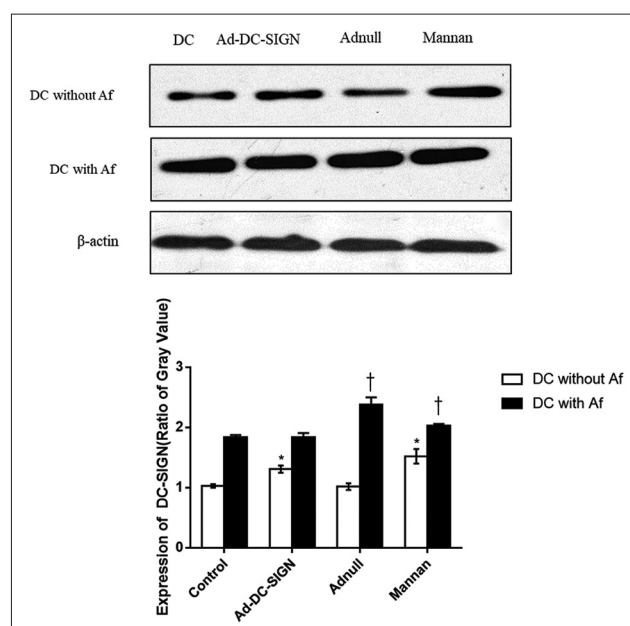 DC Ad-DC-SIGN Adnull Mannan
DC without Af
DC with Af
β-actin
Expression of DC-SIGN(Ratio of Gray Value)
3
2
1
0
†
†
*
*
DC without Af
DC with Af
Control
Ad-DC-SIGN
Adnull
Mannan